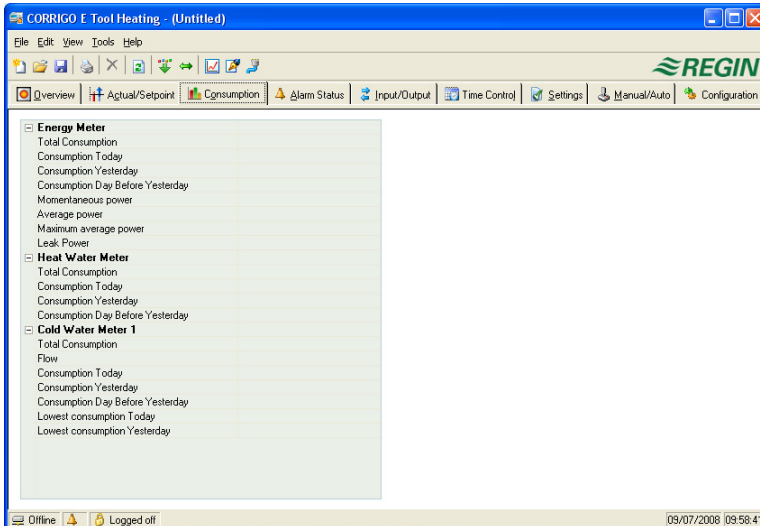 CORRIGO E Tool Heating - (Untitled)
File Edit View Tools Help
REGIN
Overview Actual/Setpoint Consumption Alarm Status Input/Output Time Control Settings Manual/Auto Configuration
Energy Meter
Total Consumption
Consumption Today
Consumption Yesterday
Consumption Day Before Yesterday
Momentaneous power
Average power
Maximum average power
Leak Power
Heat Water Meter
Total Consumption
Consumption Today
Consumption Yesterday
Consumption Day Before Yesterday
Cold Water Meter 1
Total Consumption
Flow
Consumption Today
Consumption Yesterday
Consumption Day Before Yesterday
Lowest consumption Today
Lowest consumption Yesterday
Offline Logged off 09/07/2008 09:58:4